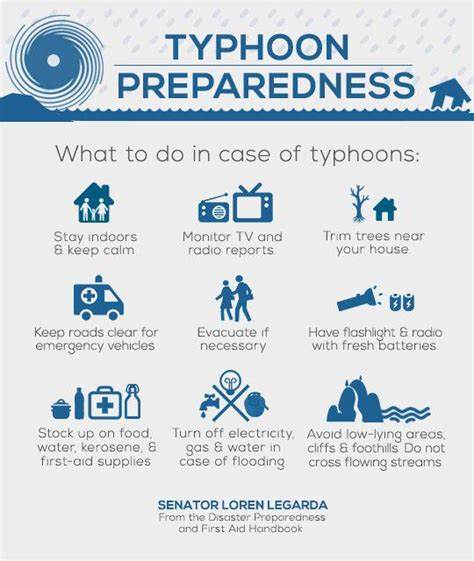 TYPHOON
PREPAREDNESS
What to do in case of typhoons:
Stay indoors
& keep calm
Monitor TV and
radio reports
Trim trees near
your house
Keep roads clear for
emergency vehicles
Evacuate if
necessary
Have flashlight & radio
with fresh batteries
Stock up on food,
water, kerosene, &
first-aid supplies
Turn off electricity,
gas & water in
case of flooding
Avoid low-lying areas,
cliffs & foothills. Do not
cross flowing streams
SENATOR LOREN LEGARDA
From the Disaster Preparedness
and First Aid Handbook